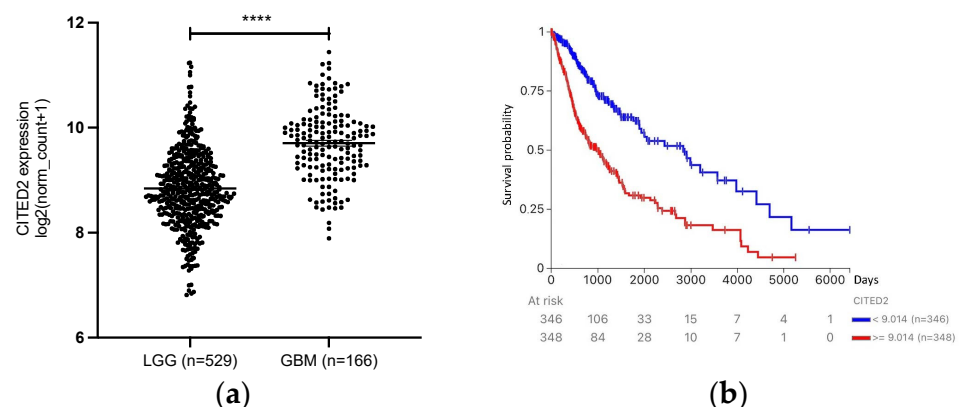 ****
12
10
8
6
CITED2 expression
log2(norm_count+1)
LGG (n=529)
GBM (n=166)
(a)
1
0.75
0.5
0.25
0
Survival probability
0 1000 2000 3000 4000 5000 6000 Days
At risk
CITED2
346 106 33 15 7 4 1
< 9.014 (n=346)
348 84 28 10 7 1 0
>= 9.014 (n=348)
(b)